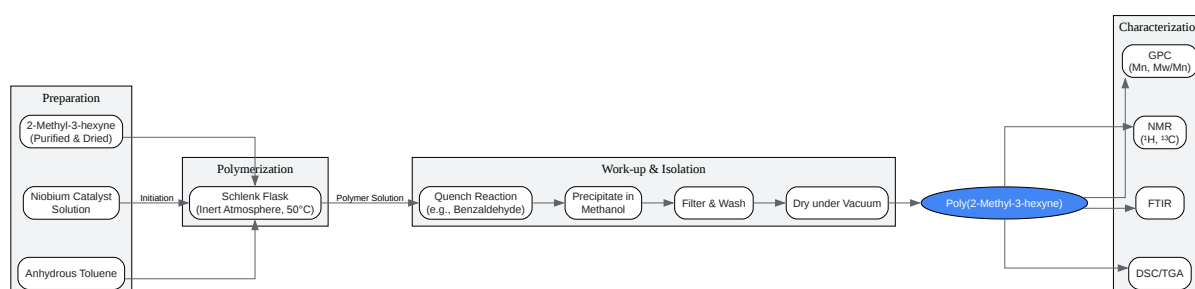 Preparation
2-Methyl-3-hexyne
(Purified & Dried)
Niobium Catalyst
Solution
Anhydrous Toluene
Initiation
Polymerization
Schlenk Flask
(Inert Atmosphere, 50°C)
Polymer Solution
Work-up & Isolation
Quench Reaction
(e.g., Benzaldehyde)
Precipitate in
Methanol
Filter & Wash
Dry under Vacuum
Poly(2-Methyl-3-hexyne)
Characterizatio
GPC
(Mn, Mw/Mn)
NMR
(¹H, ¹³C)
FTIR
DSC/TGA